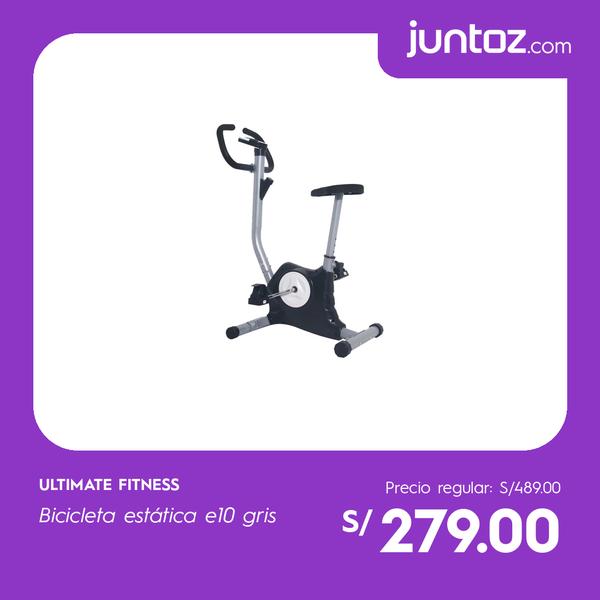 juntoz.com
ULTIMATE FITNESS
Bicicleta estática e10 gris
Precio regular: S/489.00
S/279.00